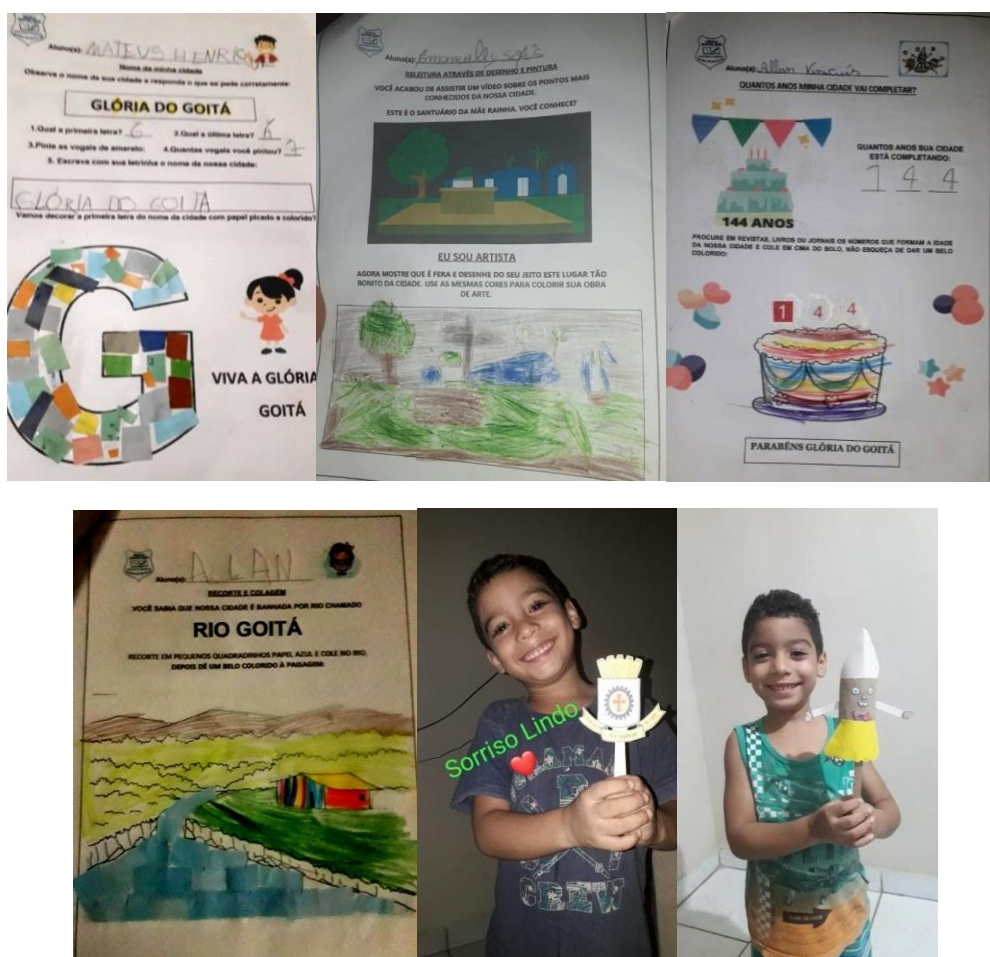 Aluno(a): MATEUS HENRIC
Nome da minha cidade
Observe o nome da sua cidade e responda o que se pede corretamente:
GLÓRIA DO GOITÁ
1.Qual a primeira letra? G 2.Qual a última letra?
3.Pinte as vogais de amarelo: 4.Quantas vogais você pintou? 7
5. Escreva com sua letrinha o nome da nossa cidade:
GLÓRIA DO GOITA
Vamos decorar a primeira letra do nome da cidade com papel picado e colorido?
G
VIVA A GLÓRIA
GOITÁ
Aluno(a): Emmanuelly
RELEITURA ATRAVÉS DE DESENHO E PINTURA
VOCÊ ACABOU DE ASSISTIR UM VÍDEO SOBRE OS PONTOS MAIS
CONHECIDOS DA NOSSA CIDADE.
ESTE É O SANTUÁRIO DA MÃE RAINHA. VOCÊ CONHECE?
EU SOU ARTISTA
AGORA MOSTRE QUE É FERA E DESENHE DO SEU JEITO ESTE LUGAR TÃO
BONITO DA CIDADE. USE AS MESMAS CORES PARA COLORIR SUA OBRA
DE ARTE.
Aluno(a): Allan
QUANTOS ANOS MINHA CIDADE VAI COMPLETAR?
QUANTOS ANOS SUA CIDADE
ESTÁ COMPLETANDO:
1 4 4
144 ANOS
PROCURE EM REVISTAS, LIVROS OU JORNAIS OS NÚMEROS QUE FORMAM A IDADE
DA NOSSA CIDADE E COLE EM CIMA DO BOLO, NÃO ESQUEÇA DE DAR UM BELO
COLORIDO:
1 4 4
PARABÉNS GLÓRIA DO GOITÁ
Aluno(a): ALLAN
RECORTE E COLAGEM
VOCÊ SABIA QUE NOSSA CIDADE É BANHADA POR RIO CHAMADO
RIO GOITÁ
RECORTE EM PEQUENOS QUADRADINHOS PAPEL AZUL E COLE NO RIO,
DEPOIS DÊ UM BELO COLORIDO À PAISAGEM:
Sorriso Lindo
CREW